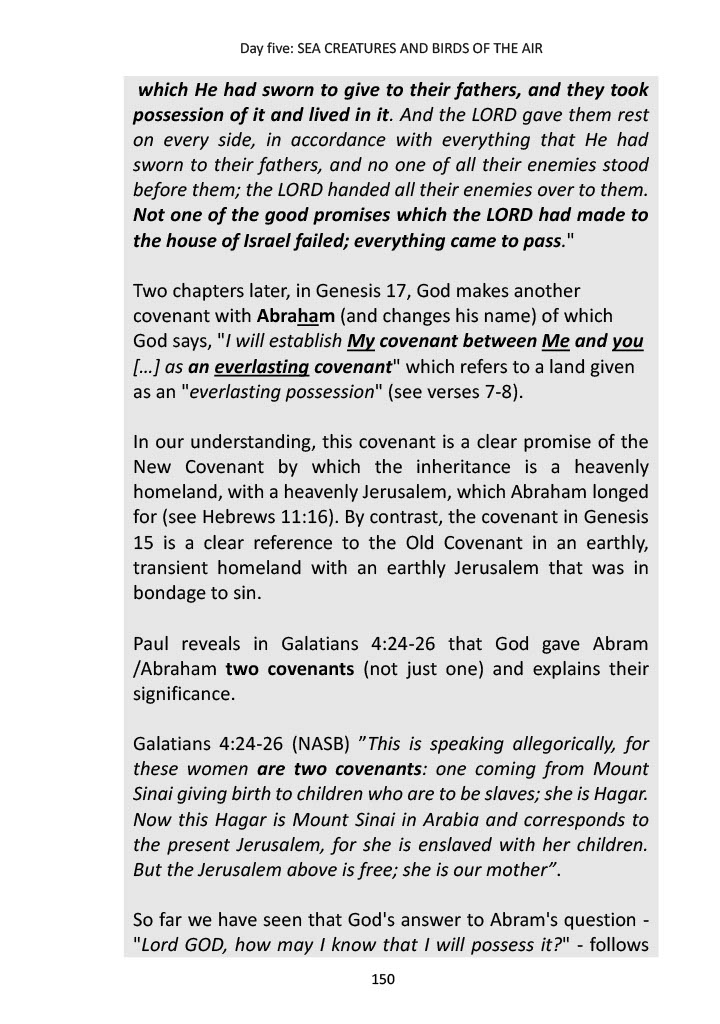 Day five: SEA CREATURES AND BIRDS OF THE AIR
which He had sworn to give to their fathers, and they took
possession of it and lived in it. And the LORD gave them rest
on every side, in accordance with everything that He had
sworn to their fathers, and no one of all their enemies stood
before them; the LORD handed all their enemies over to them.
Not one of the good promises which the LORD had made to
the house of Israel failed; everything came to pass."
Two chapters later, in Genesis 17, God makes another
covenant with Abraham (and changes his name) of which
God says, "I will establish My covenant between Me and you
[…] as an everlasting covenant" which refers to a land given
as an "everlasting possession" (see verses 7-8).
In our understanding, this covenant is a clear promise of the
New Covenant by which the inheritance is a heavenly
homeland, with a heavenly Jerusalem, which Abraham longed
for (see Hebrews 11:16). By contrast, the covenant in Genesis
15 is a clear reference to the Old Covenant in an earthly,
transient homeland with an earthly Jerusalem that was in
bondage to sin.
Paul reveals in Galatians 4:24-26 that God gave Abram
/Abraham two covenants (not just one) and explains their
significance.
Galatians 4:24-26 (NASB) ”This is speaking allegorically, for
these women are two covenants: one coming from Mount
Sinai giving birth to children who are to be slaves; she is Hagar.
Now this Hagar is Mount Sinai in Arabia and corresponds to
the present Jerusalem, for she is enslaved with her children.
But the Jerusalem above is free; she is our mother”.
So far we have seen that God's answer to Abram's question -
"Lord GOD, how may I know that I will possess it?" - follows
150